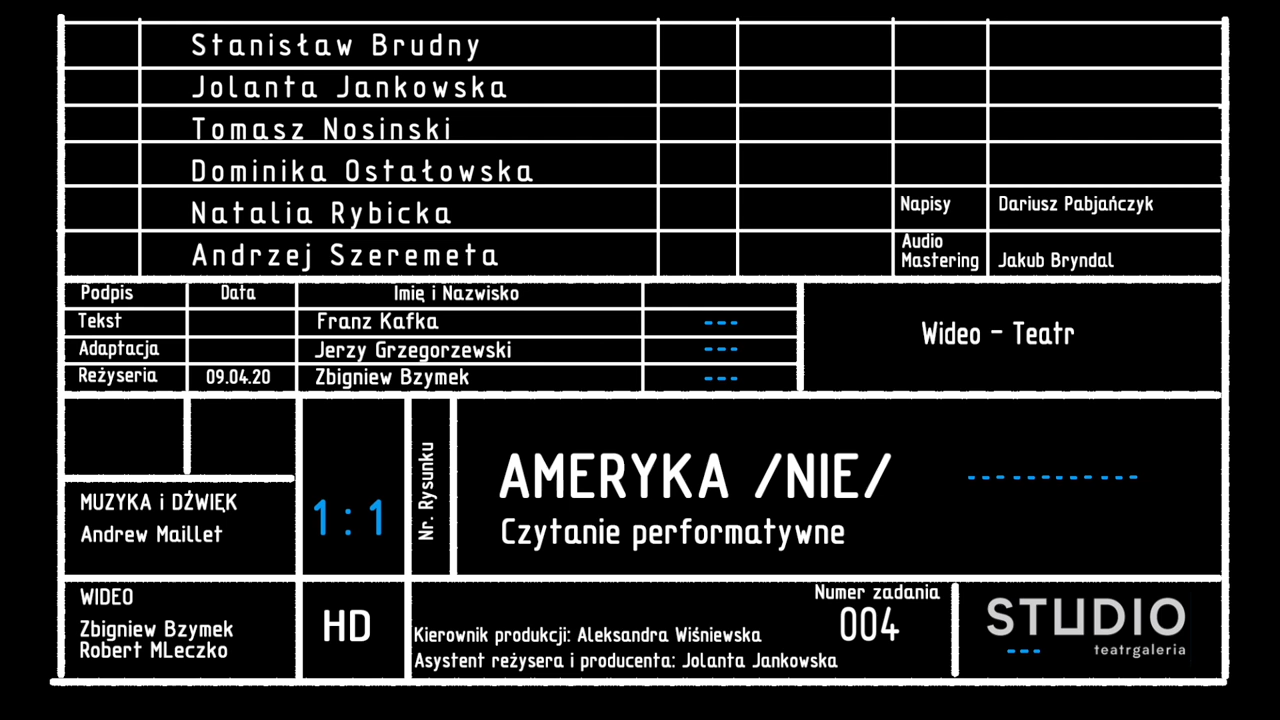 Stanisław Brudny
Jolanta Jankowska
Tomasz Nosinski
Dominika Ostałowska
Natalia Rybicka
Napisy Dariusz Pabjańczyk
Andrzej Szeremeta
Audio Mastering Jakub Bryndal
Podpis Data Imię i Nazwisko
Tekst Franz Kafka ---
Adaptacja Jerzy Grzegorzewski ---
Reżyseria 09.04.20 Zbigniew Bzymek ---
Wideo - Teatr
1:1
Nr. Rysunku
AMERYKA /NIE/ ------------
Czytanie performatywne
MUZYKA i DŹWIĘK
Andrew Maillet
WIDEO
Zbigniew Bzymek
Robert MLeczko
HD
Kierownik produkcji: Aleksandra Wiśniewska
Asystent reżysera i producenta: Jolanta Jankowska
Numer zadania
004
STUDIO
--- teatrgaleria